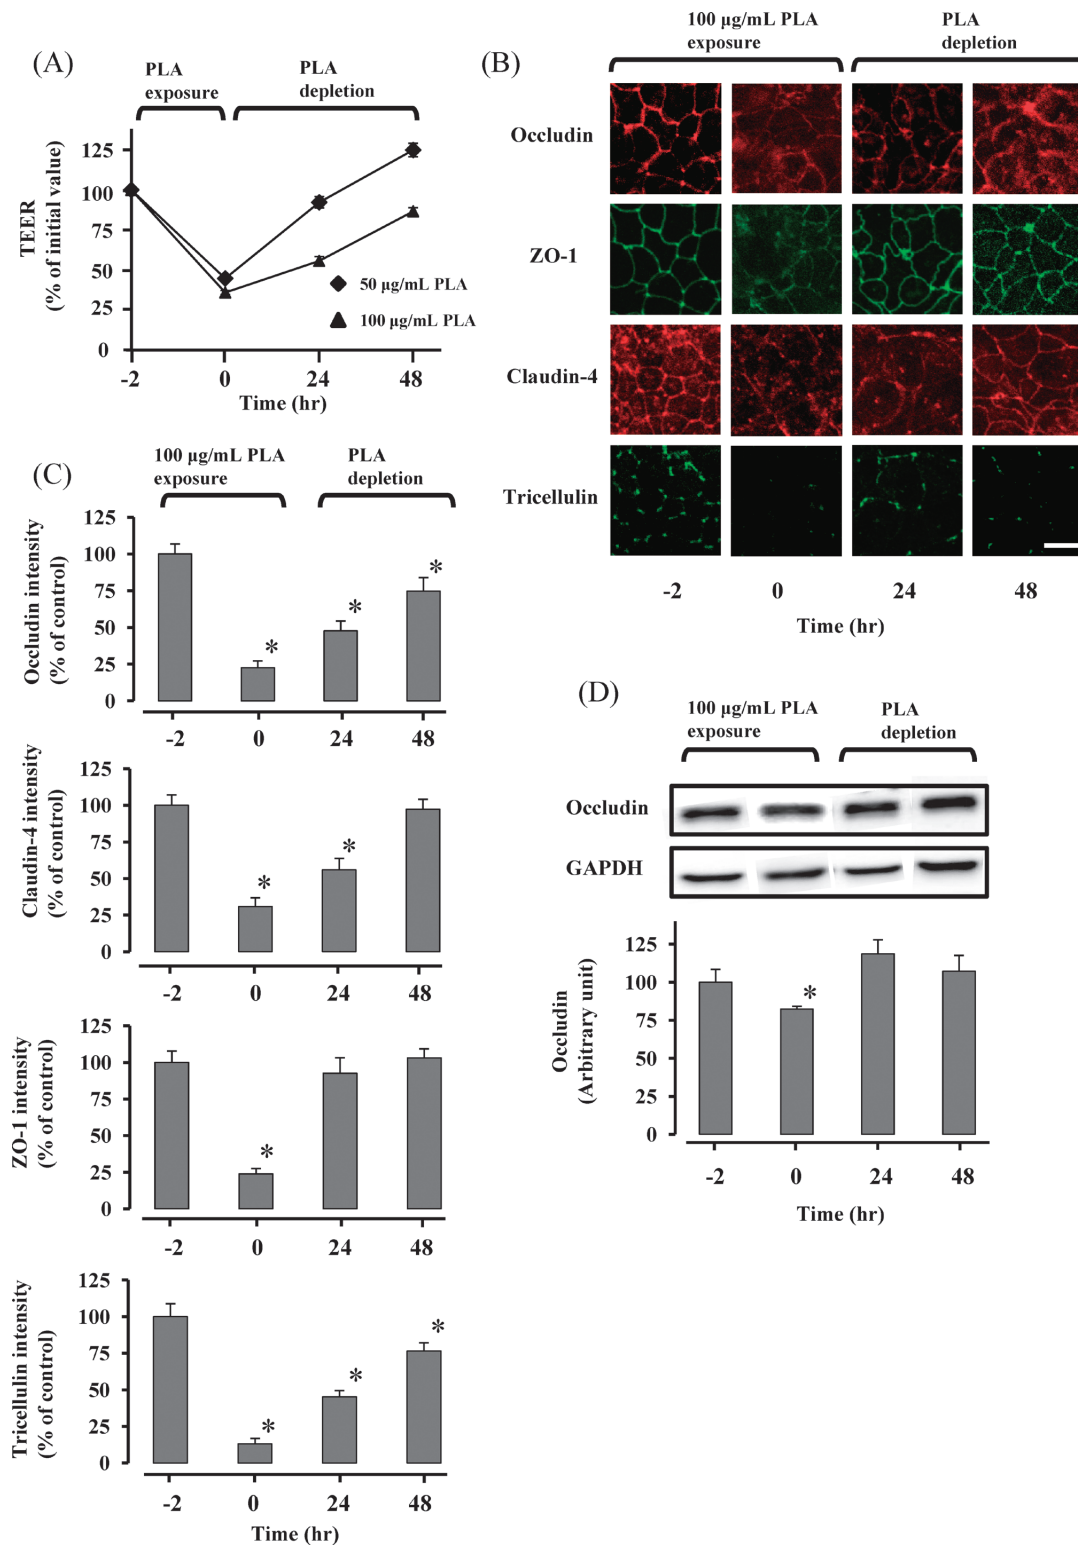 (A)
PLA
exposure
PLA
depletion
TEER
(% of initial value)
125
100
75
50
25
0
50 µg/mL PLA
100 µg/mL PLA
-2
0
24
48
Time (hr)
(B)
100 µg/mL PLA
exposure
PLA
depletion
Occludin
ZO-1
Claudin-4
Tricellulin
-2
0
24
48
Time (hr)
(C)
100 µg/mL PLA
exposure
PLA
depletion
Occludin intensity
(% of control)
125
100
75
50
25
0
*
*
*
-2
0
24
48
Claudin-4 intensity
(% of control)
125
100
75
50
25
0
*
*
-2
0
24
48
ZO-1 intensity
(% of control)
125
100
75
50
25
0
*
-2
0
24
48
Tricellulin intensity
(% of control)
125
100
75
50
25
0
*
*
*
-2
0
24
48
Time (hr)
(D)
100 µg/mL PLA
exposure
PLA
depletion
Occludin
GAPDH
Occludin
(Arbitrary unit)
125
100
75
50
25
0
*
-2
0
24
48
Time (hr)